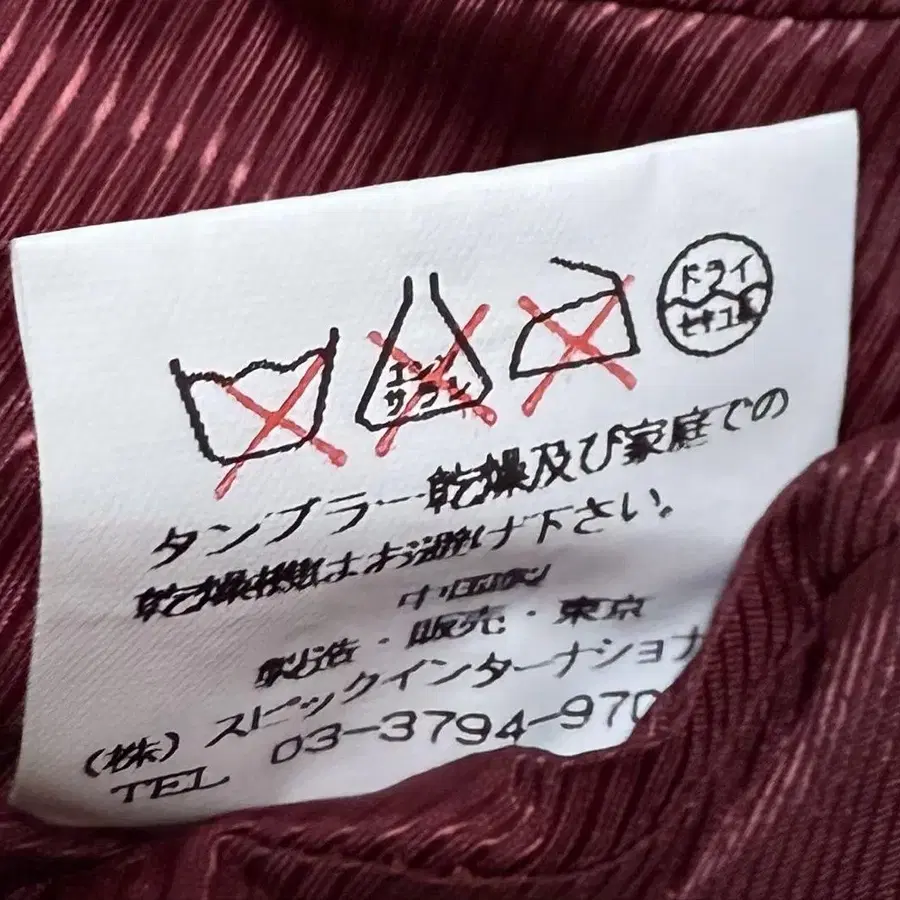 エンソ
サラシ
ドライ
セキユ系
タンブラー乾燥及び家庭での
乾燥機はお避け下さい。
中国製
製造・販売・東京
(株) スピックインターナショナ
TEL 03-3794-970